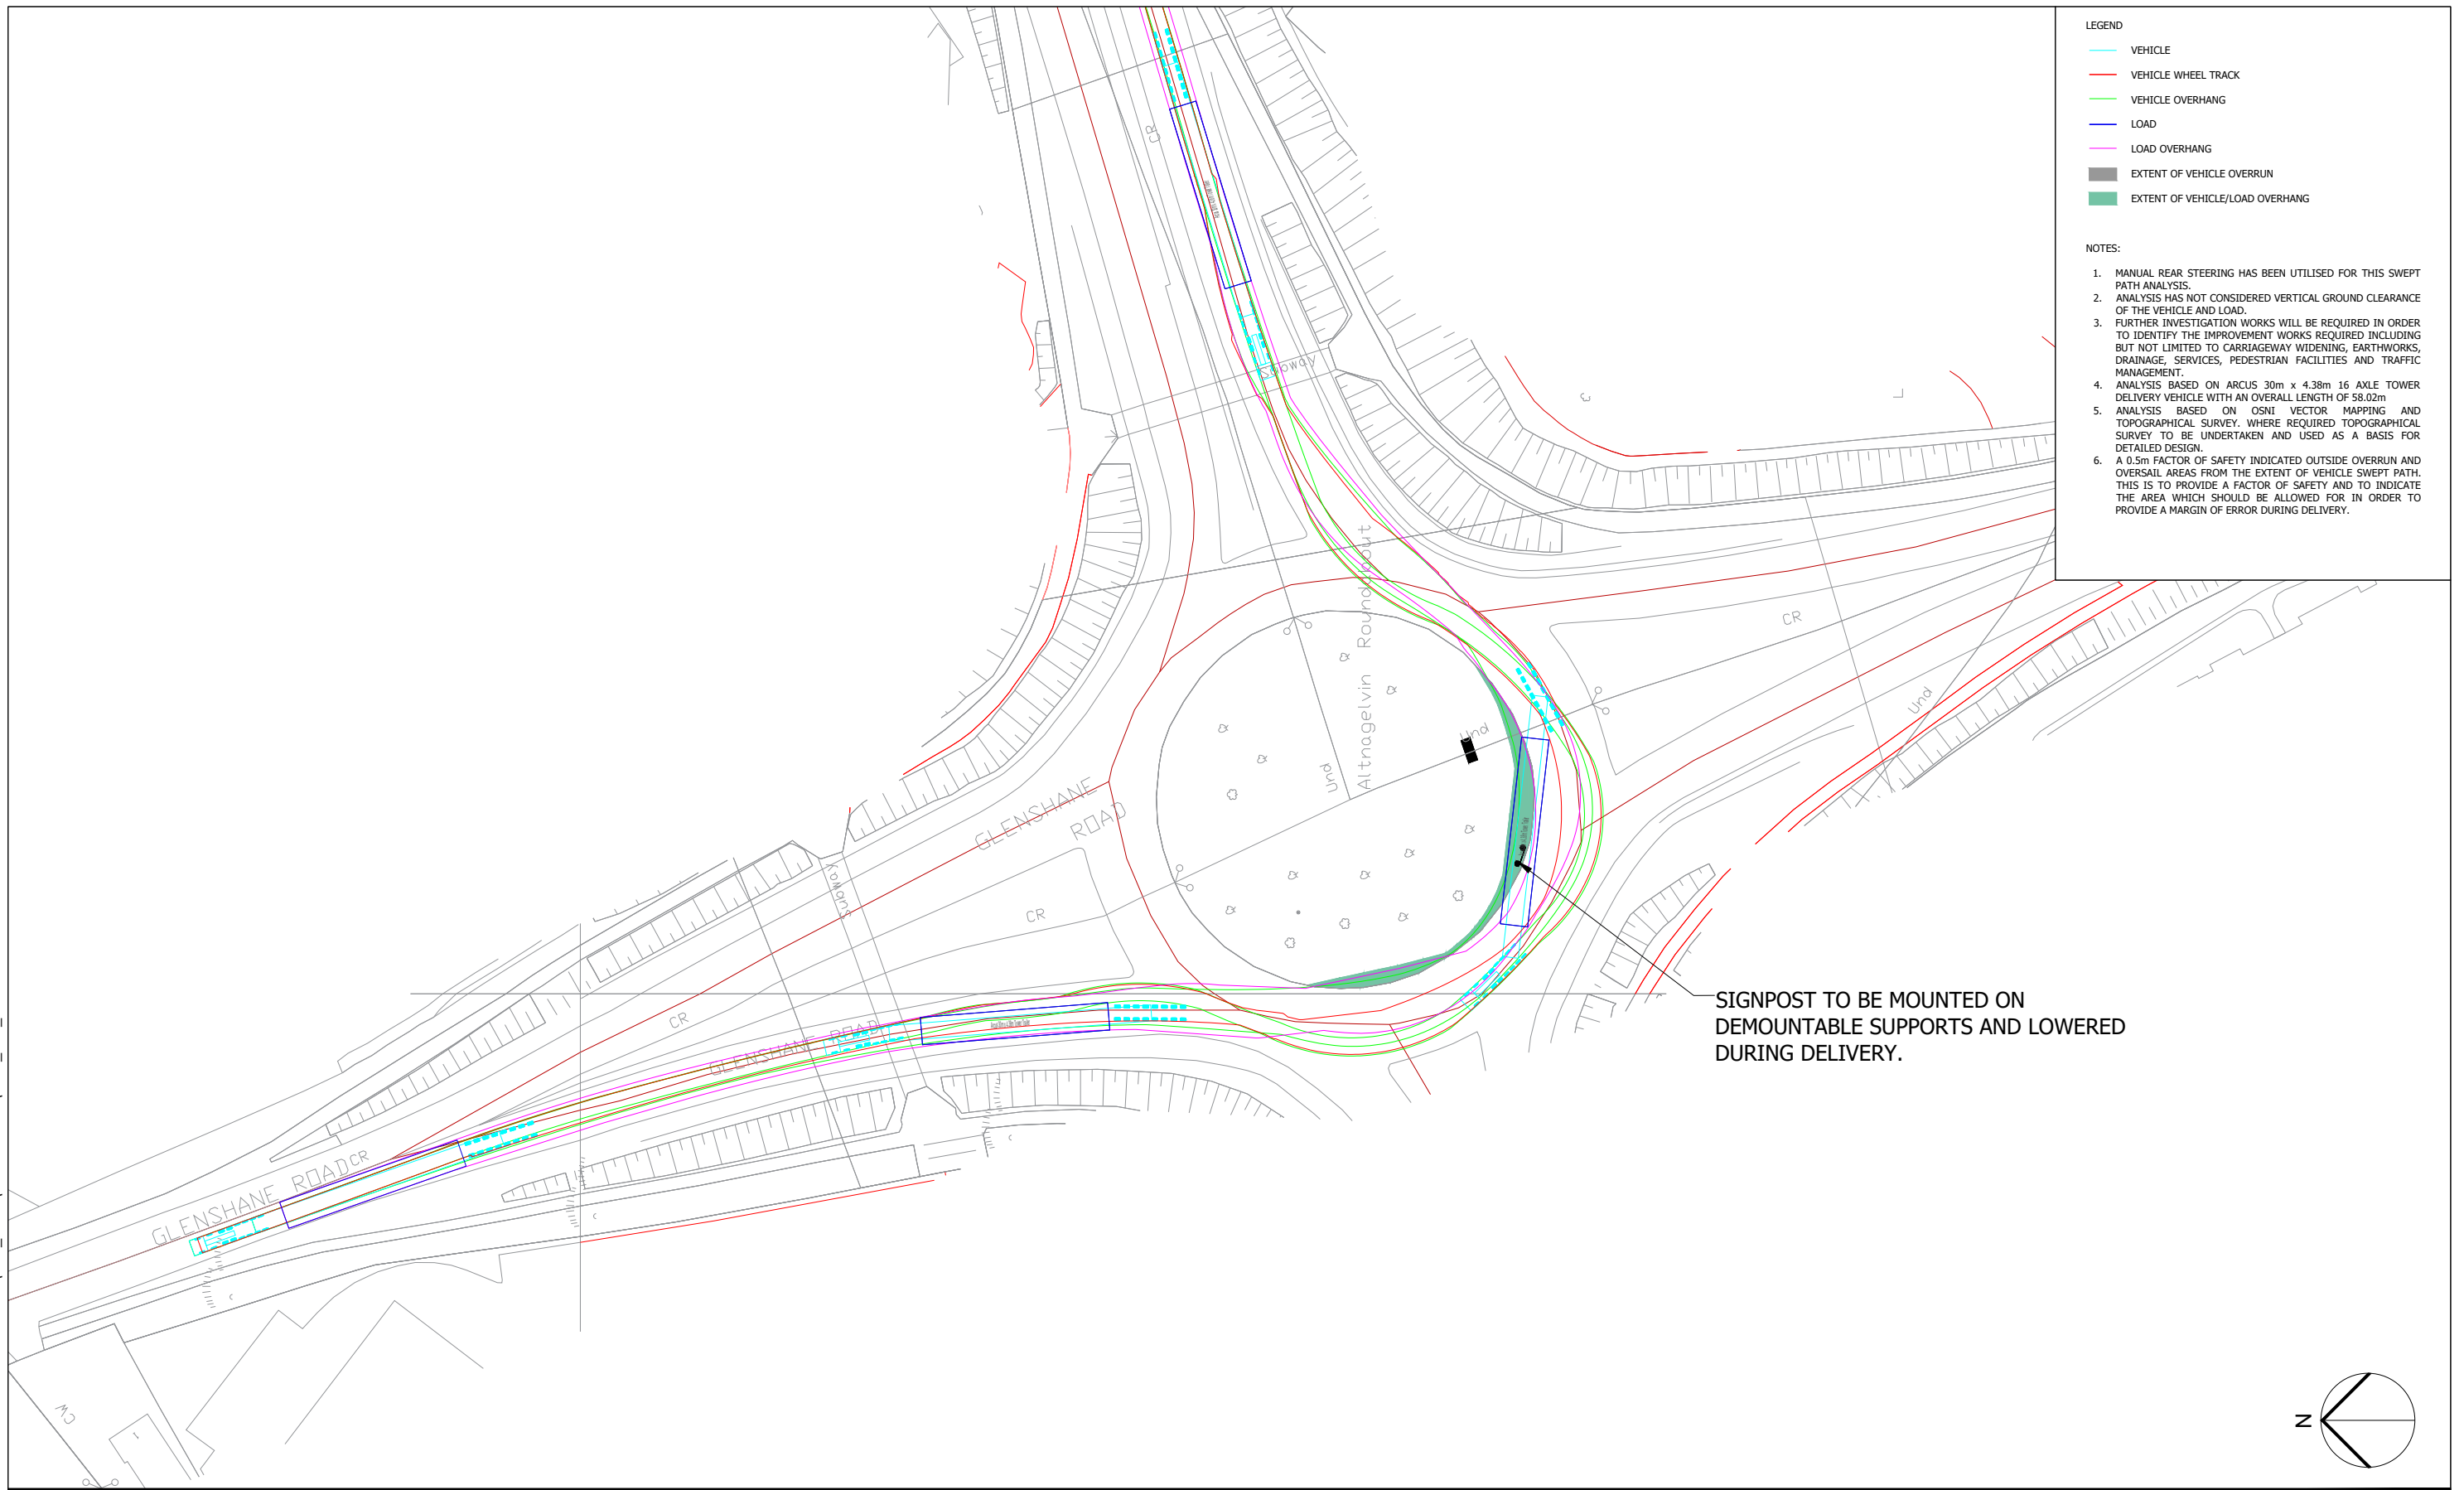 LEGEND
VEHICLE
VEHICLE WHEEL TRACK
VEHICLE OVERHANG
LOAD
LOAD OVERHANG
EXTENT OF VEHICLE OVERRUN
EXTENT OF VEHICLE/LOAD OVERHANG
NOTES:
1. MANUAL REAR STEERING HAS BEEN UTILISED FOR THIS SWEPT
PATH ANALYSIS.
2. ANALYSIS HAS NOT CONSIDERED VERTICAL GROUND CLEARANCE
OF THE VEHICLE AND LOAD.
3. FURTHER INVESTIGATION WORKS WILL BE REQUIRED IN ORDER
TO IDENTIFY THE IMPROVEMENT WORKS REQUIRED INCLUDING
BUT NOT LIMITED TO CARRIAGEWAY WIDENING, EARTHWORKS,
DRAINAGE, SERVICES, PEDESTRIAN FACILITIES AND TRAFFIC
MANAGEMENT.
4. ANALYSIS BASED ON ARCUS 30m x 4.38m 16 AXLE TOWER
DELIVERY VEHICLE WITH AN OVERALL LENGTH OF 58.02m
5. ANALYSIS BASED ON OSNI VECTOR MAPPING AND
TOPOGRAPHICAL SURVEY. WHERE REQUIRED TOPOGRAPHICAL
SURVEY TO BE UNDERTAKEN AND USED AS A BASIS FOR
DETAILED DESIGN.
6. A 0.5m FACTOR OF SAFETY INDICATED OUTSIDE OVERRUN AND
OVERSAIL AREAS FROM THE EXTENT OF VEHICLE SWEPT PATH.
THIS IS TO PROVIDE A FACTOR OF SAFETY AND TO INDICATE
THE AREA WHICH SHOULD BE ALLOWED FOR IN ORDER TO
PROVIDE A MARGIN OF ERROR DURING DELIVERY.
CR
Subway
Altnagelvin Roundabout
CR
Und
Und
Und
GLENSHANE
ROAD
Subway
CR
CR
GLENSHANE ROAD
SIGNPOST TO BE MOUNTED ON
DEMOUNTABLE SUPPORTS AND LOWERED
DURING DELIVERY.
GLENSHANE ROAD
CR
CW
N